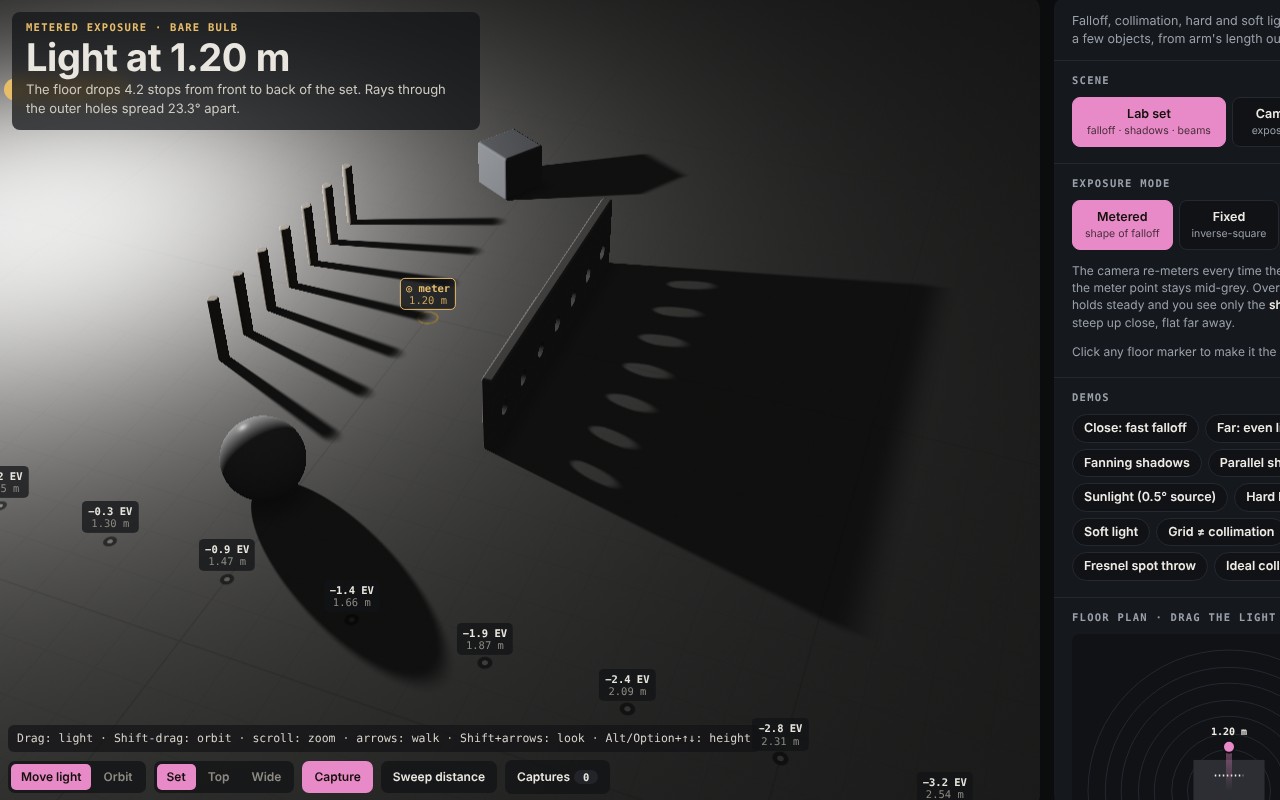 METERED EXPOSURE · BARE BULB
Light at 1.20 m
The floor drops 4.2 stops from front to back of the set. Rays through
the outer holes spread 23.3° apart.
◎ meter
1.20 m
2 EV
5 m
−0.3 EV
1.30 m
−0.9 EV
1.47 m
−1.4 EV
1.66 m
−1.9 EV
1.87 m
−2.4 EV
2.09 m
−2.8 EV
2.31 m
−3.2 EV
2.54 m
Drag: light · Shift-drag: orbit · scroll: zoom · arrows: walk · Shift+arrows: look · Alt/Option+↑↓: height
Move light
Orbit
Set
Top
Wide
Capture
Sweep distance
Captures 0
Falloff, collimation, hard and soft lig
a few objects, from arm's length ou
SCENE
Lab set
falloff · shadows · beams
Cam
expos
EXPOSURE MODE
Metered
shape of falloff
Fixed
inverse-square
The camera re-meters every time the
the meter point stays mid-grey. Over
holds steady and you see only the sh
steep up close, flat far away.
Click any floor marker to make it the
DEMOS
Close: fast falloff
Far: even li
Fanning shadows
Parallel sh
Sunlight (0.5° source)
Hard l
Soft light
Grid ≠ collimation
Fresnel spot throw
Ideal coll
FLOOR PLAN · DRAG THE LIGHT
1.20 m